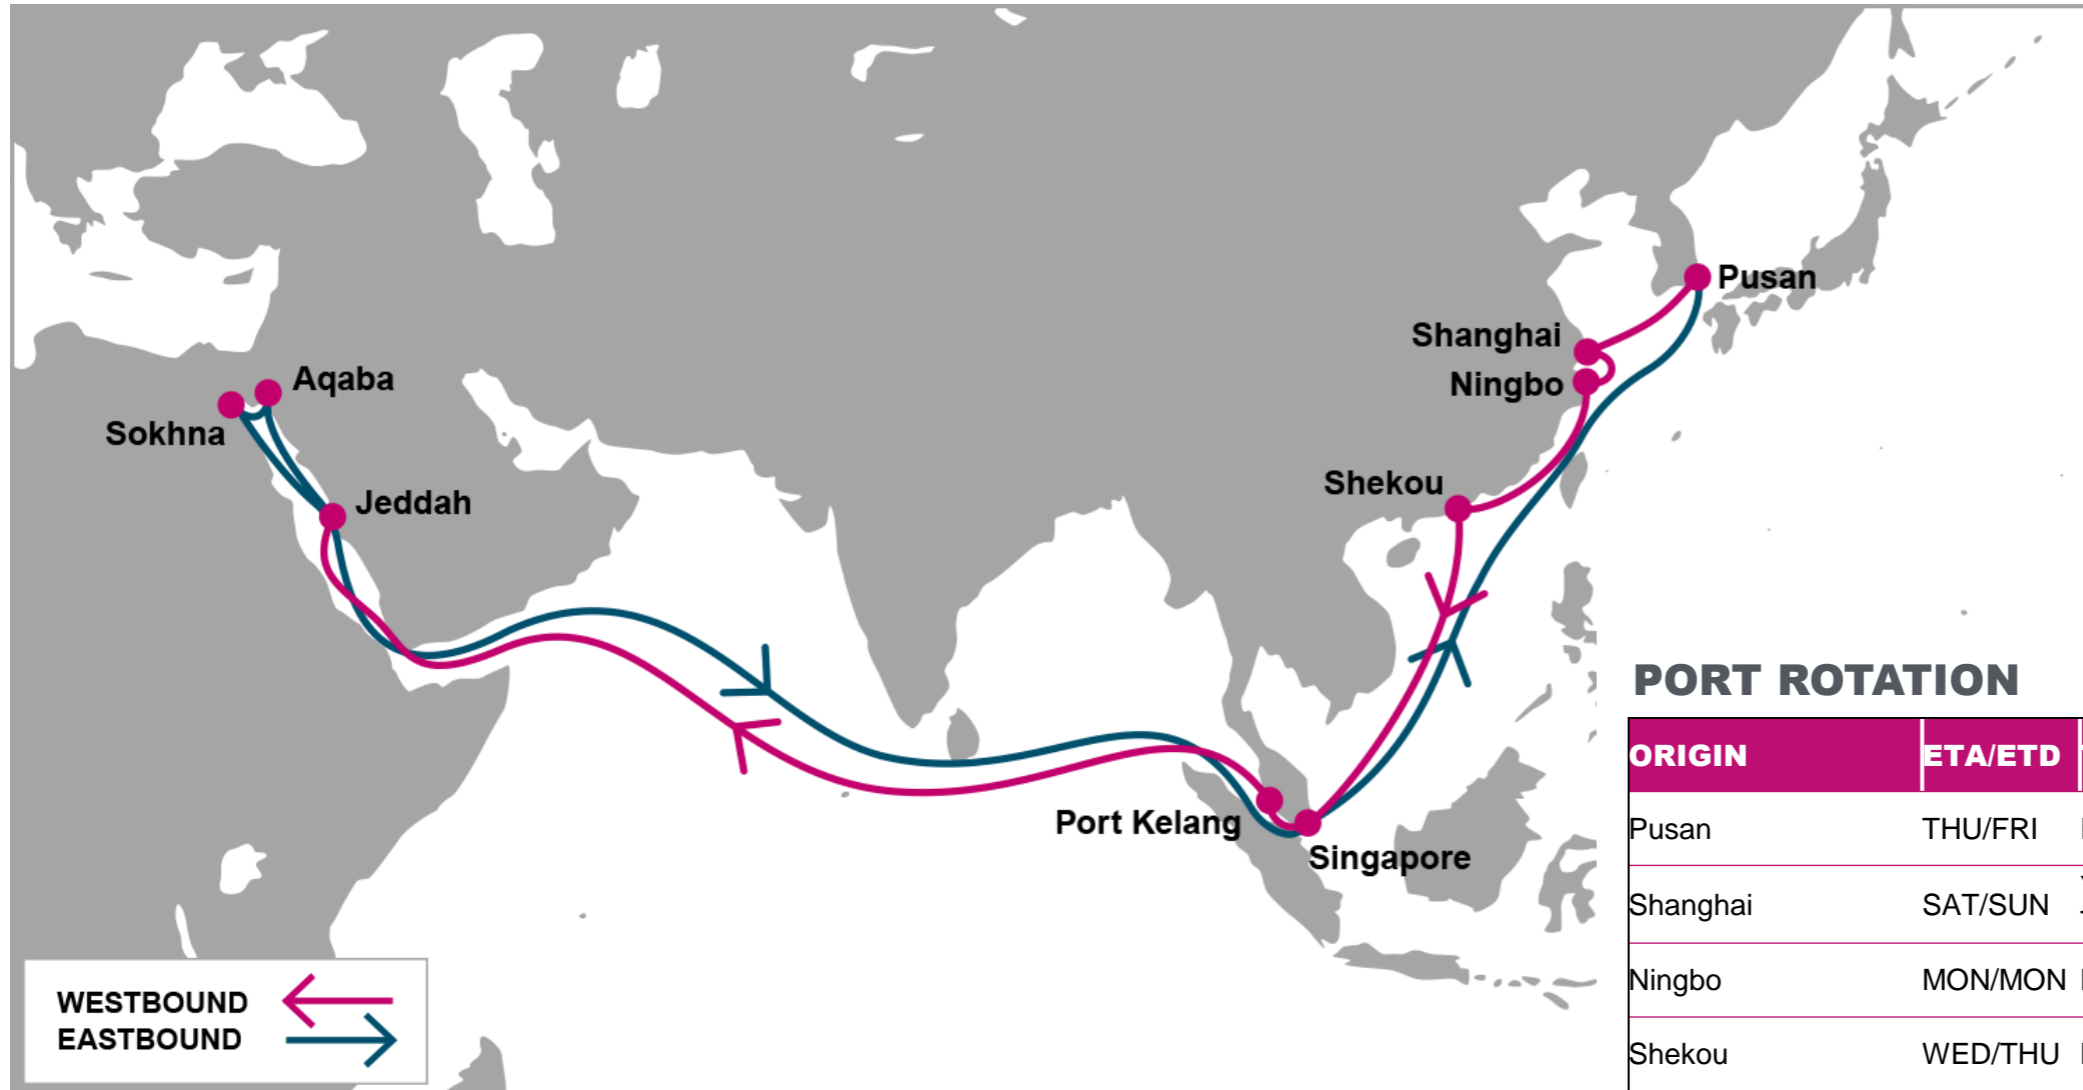 Pusan
Shanghai
Ningbo
Aqaba
Sokhna
Shekou
Jeddah
Port Kelang
Singapore
WESTBOUND
EASTBOUND
PORT ROTATION
ORIGIN ETA/ETD
Pusan THU/FRI
Shanghai SAT/SUN
Ningbo MON/MON
Shekou WED/THU